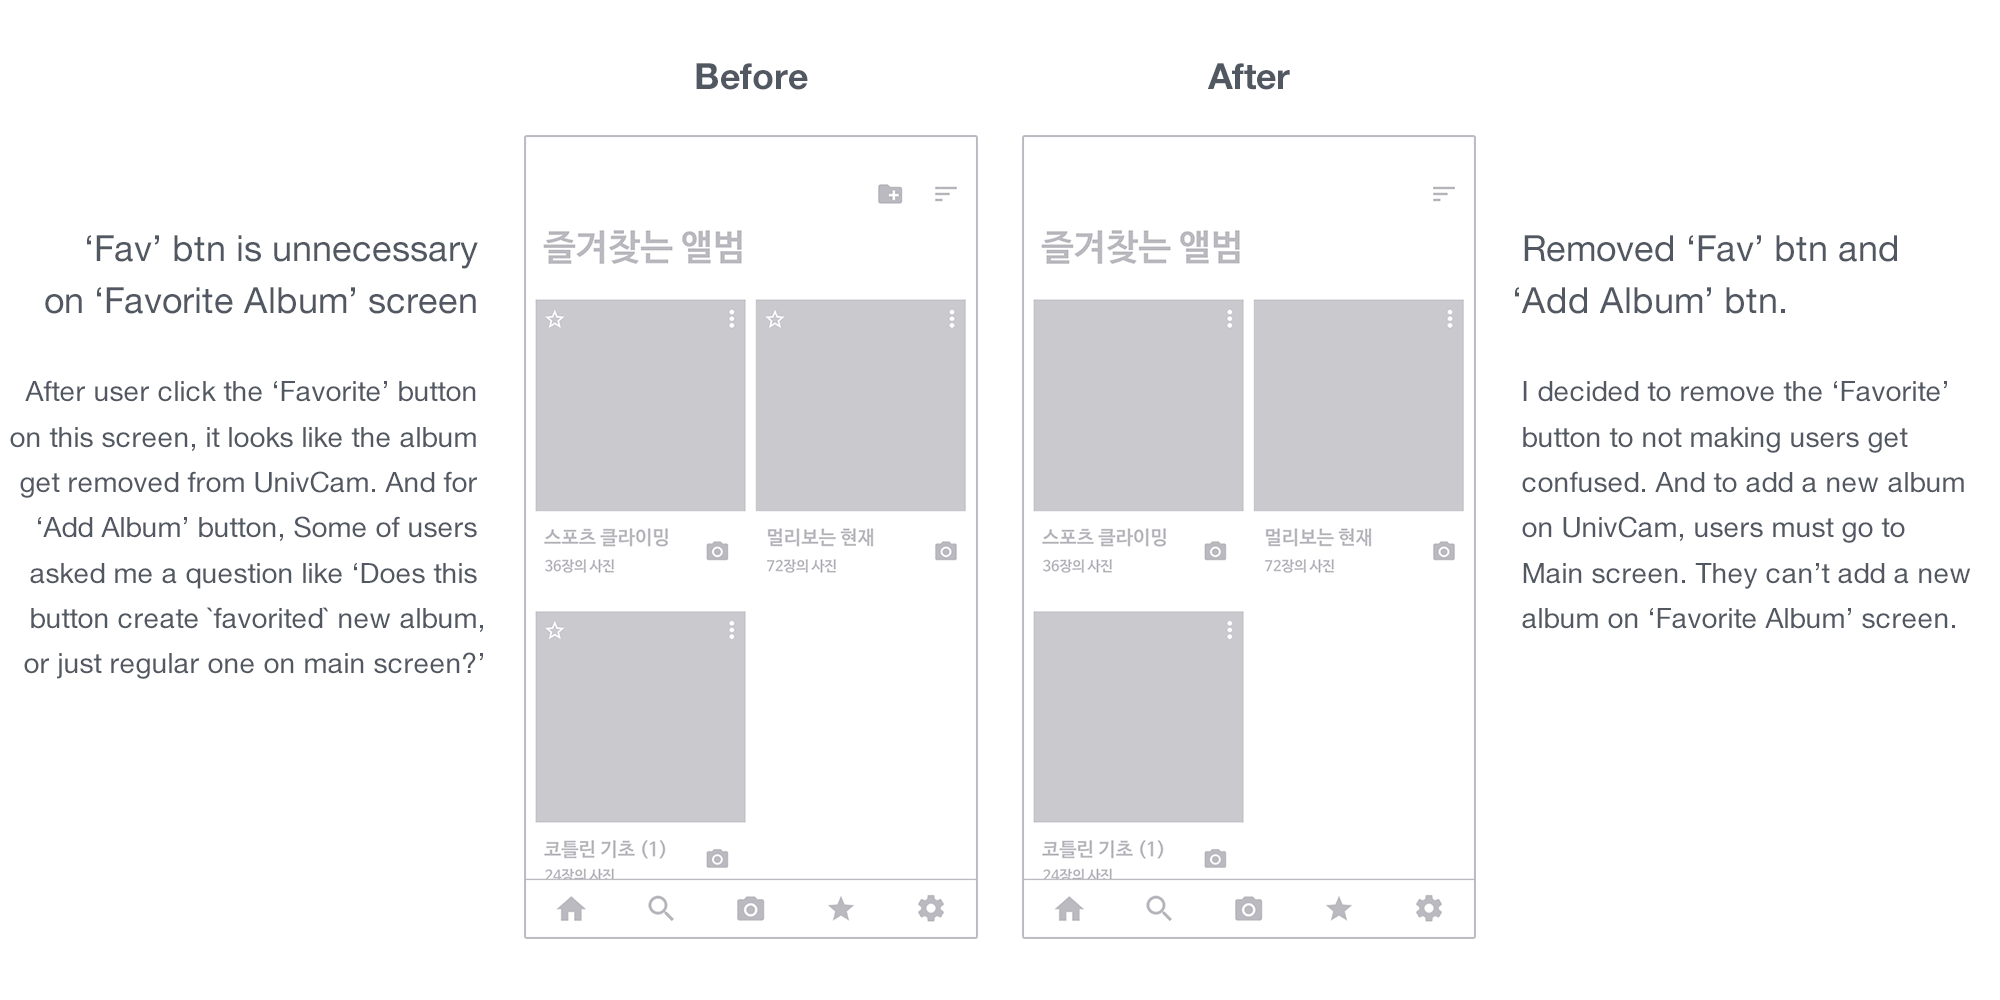 Before
‘Fav’ btn is unnecessary
on ‘Favorite Album’ screen
After user click the ‘Favorite’ button
on this screen, it looks like the album
get removed from UnivCam. And for
‘Add Album’ button, Some of users
asked me a question like ‘Does this
button create `favorited` new album,
or just regular one on main screen?’
즐겨찾는 앨범
스포츠 클라이밍
36장의 사진
멀리보는 현재
72장의 사진
코틀린 기초 (1)
24장의 사진
After
즐겨찾는 앨범
스포츠 클라이밍
36장의 사진
멀리보는 현재
72장의 사진
코틀린 기초 (1)
24장의 사진
Removed ‘Fav’ btn and
‘Add Album’ btn.
I decided to remove the ‘Favorite’
button to not making users get
confused. And to add a new album
on UnivCam, users must go to
Main screen. They can’t add a new
album on ‘Favorite Album’ screen.